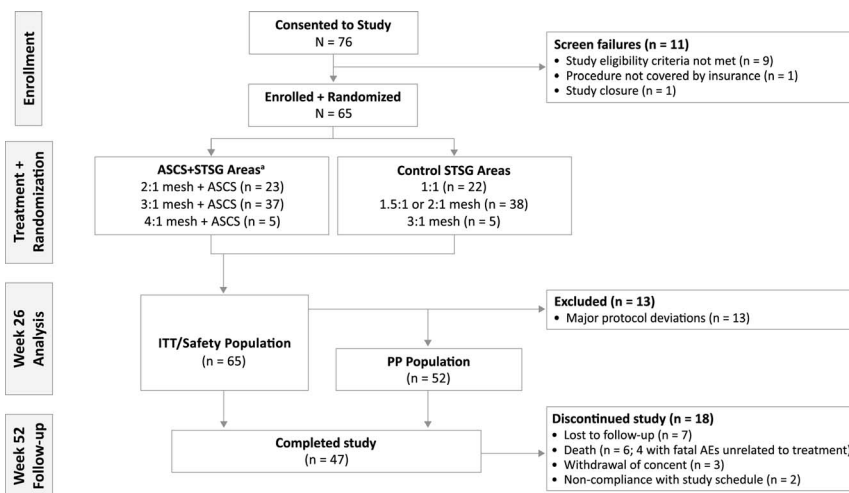 Enrollment
Consented to Study
N = 76
Screen failures (n = 11)
• Study eligibility criteria not met (n = 9)
• Procedure not covered by insurance (n = 1)
• Study closure (n = 1)
Enrolled + Randomized
N = 65
Treatment +
Randomization
ASCS+STSG Areasᵃ
2:1 mesh + ASCS (n = 23)
3:1 mesh + ASCS (n = 37)
4:1 mesh + ASCS (n = 5)
Control STSG Areas
1:1 (n = 22)
1.5:1 or 2:1 mesh (n = 38)
3:1 mesh (n = 5)
Week 26
Analysis
ITT/Safety Population
(n = 65)
Excluded (n = 13)
• Major protocol deviations (n = 13)
PP Population
(n = 52)
Week 52
Follow-up
Completed study
(n = 47)
Discontinued study (n = 18)
• Lost to follow-up (n = 7)
• Death (n = 6; 4 with fatal AEs unrelated to treatment)
• Withdrawal of concent (n = 3)
• Non-compliance with study schedule (n = 2)